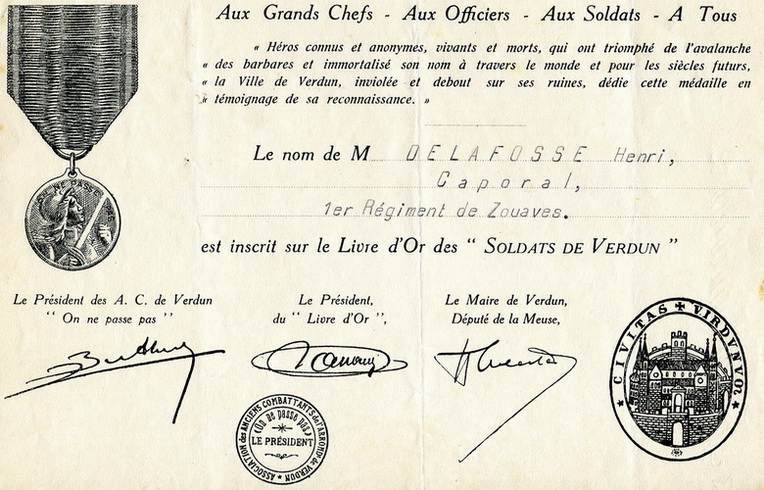 Aux Grands Chefs - Aux Officiers - Aux Soldats - A Tous
« Héros connus et anonymes, vivants et morts, qui ont triomphé de l'avalanche
« des barbares et immortalisé son nom à travers le monde et pour les siècles futurs,
« la Ville de Verdun, inviolée et debout sur ses ruines, dédie cette médaille en
« témoignage de sa reconnaissance. »
Le nom de M DELAFOSSE Henri,
Caporal,
1er Régiment de Zouaves.
est inscrit sur le Livre d'Or des " SOLDATS DE VERDUN "
Le Président des A. C. de Verdun
" On ne passe pas "
Le Président,
du " Livre d'Or ",
Le Maire de Verdun,
Député de la Meuse,
ON NE PASSE PAS
ASSOCIATION des ANCIENS COMBATTANTS de l'ARRONDt de VERDUN
On ne passe pas
LE PRÉSIDENT
CIVITAS VIRDVNVM